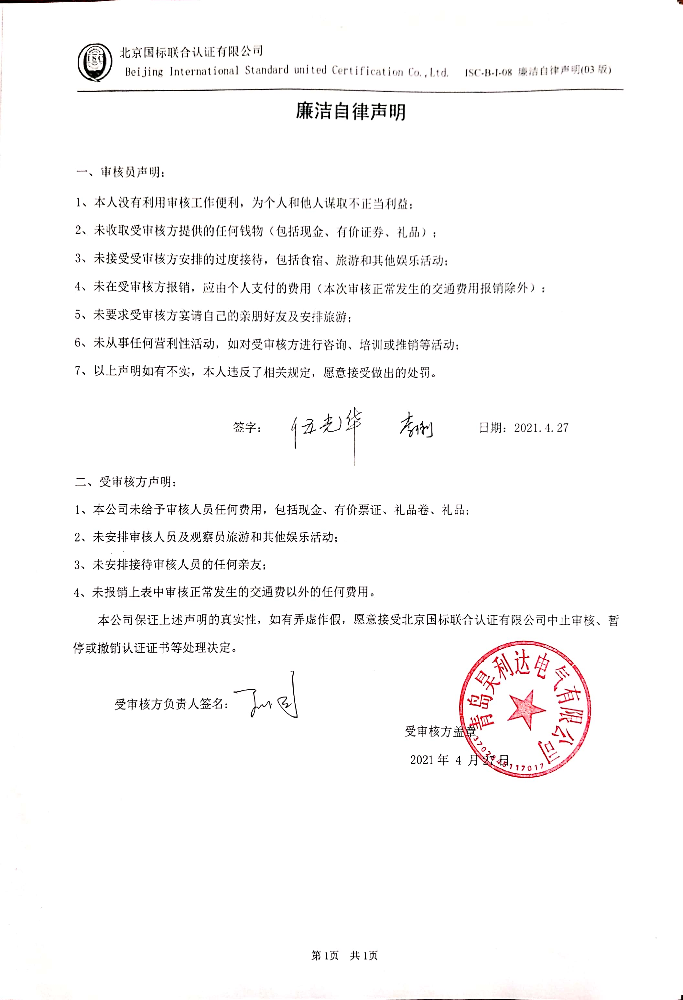 ISC
北京国标联合认证有限公司
Beijing International Standard united Certification Co.,Ltd. ISC-B-I-08 廉洁自律声明(03 版)
廉洁自律声明
一、审核员声明：
1、本人没有利用审核工作便利，为个人和他人谋取不正当利益；
2、未收取受审核方提供的任何钱物（包括现金、有价证券、礼品）；
3、未接受受审核方安排的过度接待，包括食宿、旅游和其他娱乐活动；
4、未在受审核方报销，应由个人支付的费用（本次审核正常发生的交通费用报销除外）；
5、未要求受审核方宴请自己的亲朋好友及安排旅游；
6、未从事任何营利性活动，如对受审核方进行咨询、培训或推销等活动；
7、以上声明如有不实，本人违反了相关规定，愿意接受做出的处罚。
签字： 伍光华 李俐 日期：2021.4.27
二、受审核方声明：
1、本公司未给予审核人员任何费用，包括现金、有价票证、礼品卷、礼品；
2、未安排审核人员及观察员旅游和其他娱乐活动；
3、未安排接待审核人员的任何亲友；
4、未报销上表中审核正常发生的交通费以外的任何费用。
本公司保证上述声明的真实性，如有弄虚作假，愿意接受北京国标联合认证有限公司中止审核、暂
停或撤销认证证书等处理决定。
受审核方负责人签名：
青岛昊利达电气有限公司
受审核方盖章
2021 年 4 月 27 日
第 1页 共 1页